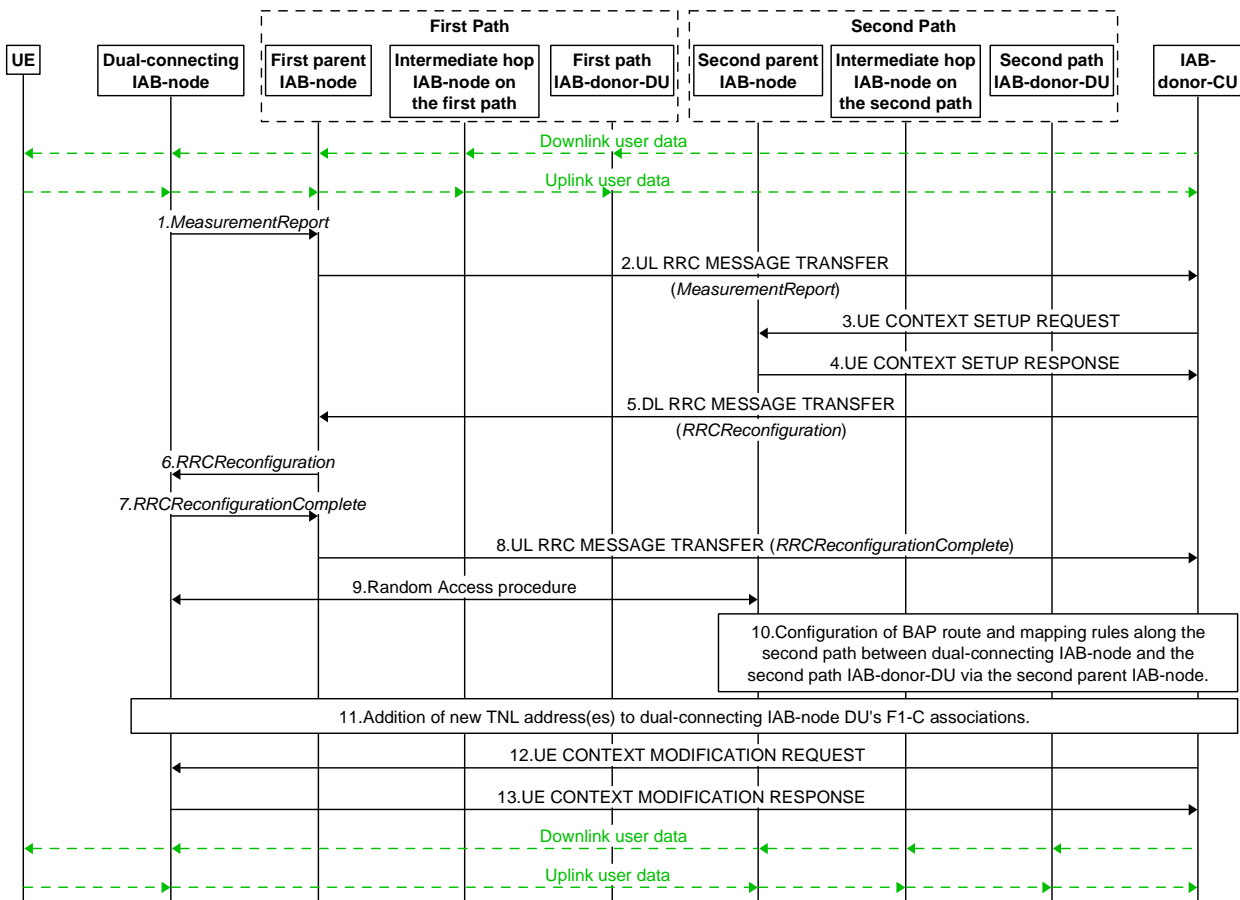 First Path
Second Path
UE
Dual-connecting
IAB-node
First parent
IAB-node
Intermediate hop
IAB-node on
the first path
First path
IAB-donor-DU
Second parent
IAB-node
Intermediate hop
IAB-node on
the second path
Second path
IAB-donor-DU
IAB-
donor-CU
Downlink user data
Uplink user data
1.MeasurementReport
2.UL RRC MESSAGE TRANSFER
(MeasurementReport)
3.UE CONTEXT SETUP REQUEST
4.UE CONTEXT SETUP RESPONSE
5.DL RRC MESSAGE TRANSFER
(RRCReconfiguration)
6.RRCReconfiguration
7.RRCReconfigurationComplete
8.UL RRC MESSAGE TRANSFER (RRCReconfigurationComplete)
9.Random Access procedure
10.Configuration of BAP route and mapping rules along the
second path between dual-connecting IAB-node and the
second path IAB-donor-DU via the second parent IAB-node.
11.Addition of new TNL address(es) to dual-connecting IAB-node DU's F1-C associations.
12.UE CONTEXT MODIFICATION REQUEST
13.UE CONTEXT MODIFICATION RESPONSE
Downlink user data
Uplink user data